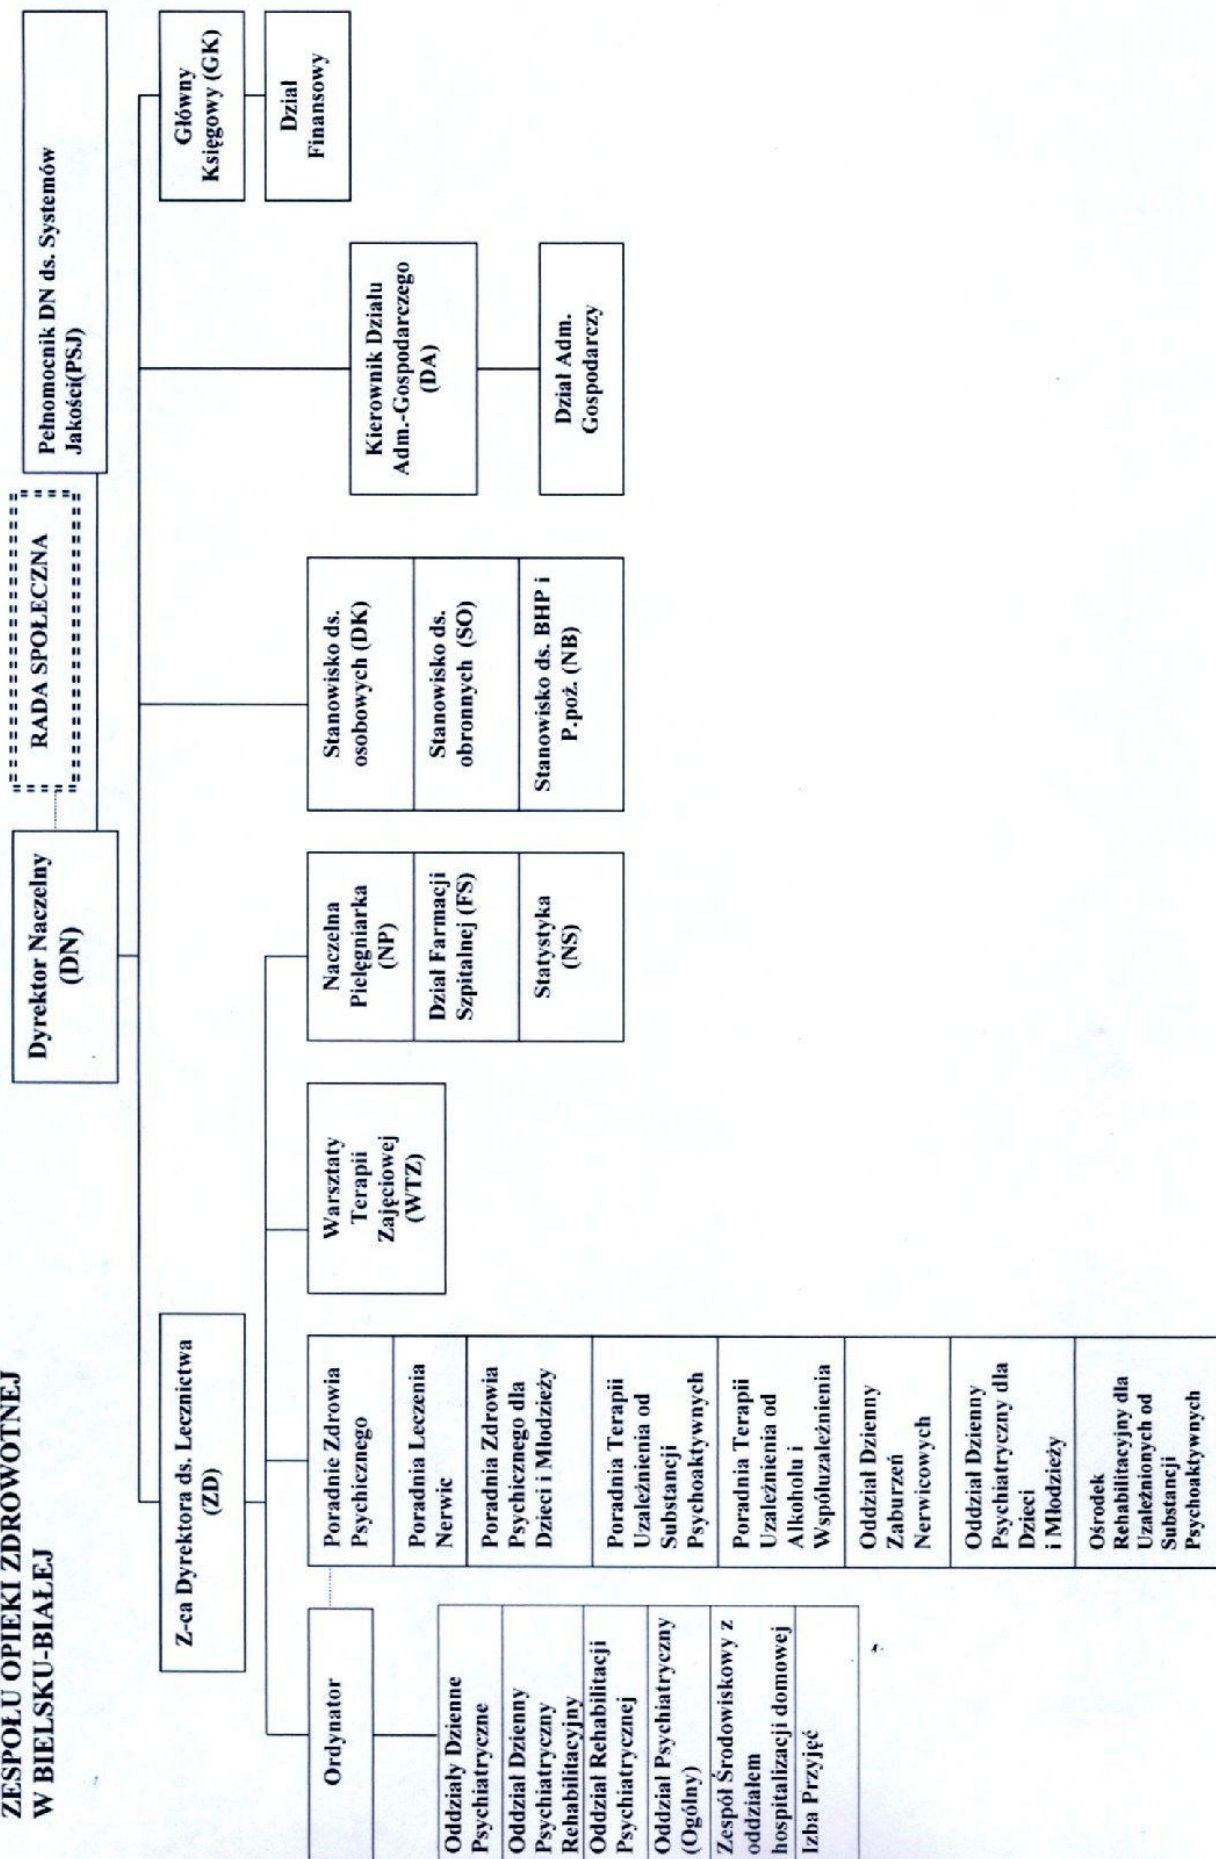 ZESPOŁU OPIEKI ZDROWOTNEJ
W BIELSKU-BIAŁEJ
Dyrektor Naczelny
(DN)
RADA SPOŁECZNA
Pełnomocnik DN ds. Systemów
Jakości(PSJ)
Z-ca Dyrektora ds. Lecznictwa
(ZD)
Główny
Księgowy (GK)
Dział
Finansowy
Ordynator
Oddziały Dzienne
Psychiatryczne
Oddział Dzienny
Psychiatryczny
Rehabilitacyjny
Oddział Rehabilitacji
Psychiatrycznej
Oddział Psychiatryczny
(Ogólny)
Zespół Środowiskowy z
oddziałem
hospitalizacji domowej
Izba Przyjęć
Poradnie Zdrowia
Psychicznego
Poradnia Leczenia
Nerwic
Poradnia Zdrowia
Psychicznego dla
Dzieci i Młodzieży
Poradnia Terapii
Uzależnienia od
Substancji
Psychoaktywnych
Poradnia Terapii
Uzależnienia od
Alkoholu i
Współuzależnienia
Oddział Dzienny
Zaburzeń
Nerwicowych
Oddział Dzienny
Psychiatryczny dla
Dzieci
i Młodzieży
Ośrodek
Rehabilitacyjny dla
Uzależnionych od
Substancji
Psychoaktywnych
Warsztaty
Terapii
Zajęciowej
(WTZ)
Naczelna
Pielęgniarka
(NP)
Dział Farmacji
Szpitalnej (FS)
Statystyka
(NS)
Stanowisko ds.
osobowych (DK)
Stanowisko ds.
obronnych (SO)
Stanowisko ds. BHP i
P.poż. (NB)
Kierownik Działu
Adm.-Gospodarczego
(DA)
Dział Adm.
Gospodarczy